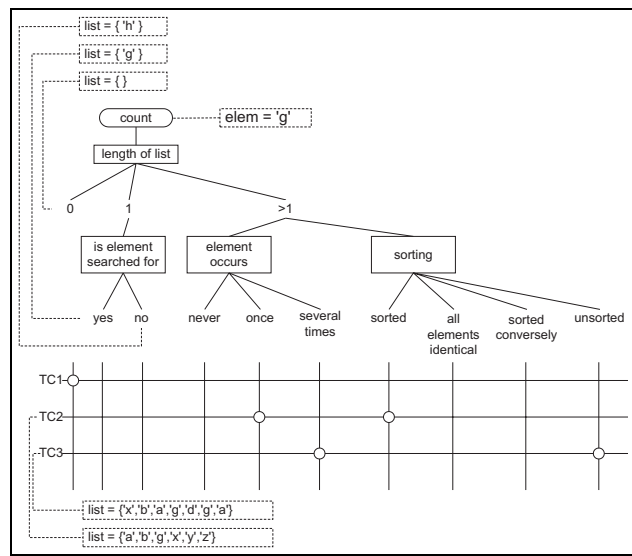 list = { 'h' }
list = { 'g' }
list = { }
count
elem = 'g'
length of list
0 1 >1
is element
searched for
element
occurs
sorting
yes no never once several
times
sorted all
elements
identical
sorted
conversely
unsorted
TC1
TC2
TC3
list = {'x','b','a','g','d','g','a'}
list = {'a','b','g','x','y','z'}